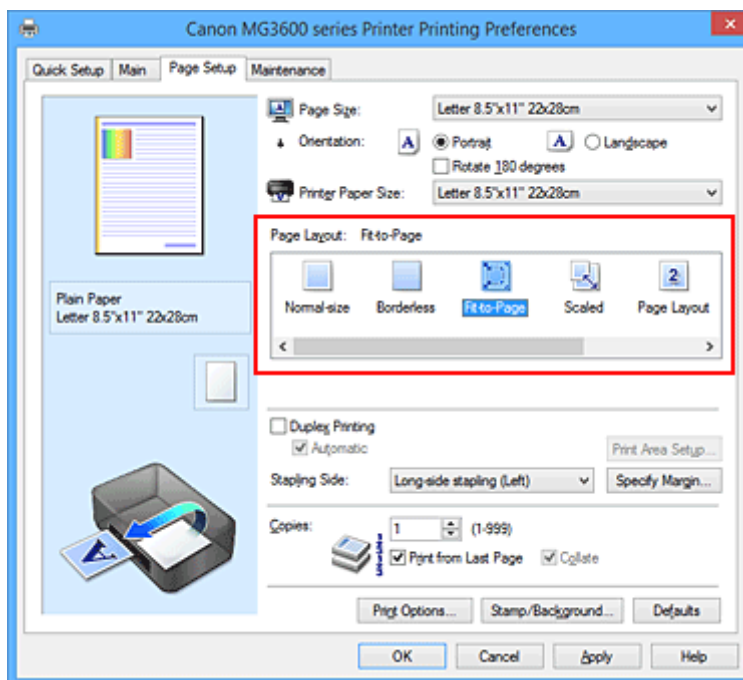 Canon MG3600 series Printer Printing Preferences
Quick Setup Main Page Setup Maintenance
Page Size: Letter 8.5"x11" 22x28cm
Orientation: A Portrait A Landscape
Rotate 180 degrees
Printer Paper Size: Letter 8.5"x11" 22x28cm
Page Layout: Fit-to-Page
Normal-size Borderless Fit-to-Page Scaled 2 Page Layout
Plain Paper
Letter 8.5"x11" 22x28cm
Duplex Printing
Automatic
Print Area Setup...
Stapling Side: Long-side stapling (Left) Specify Margin...
Copies: 1 (1-999)
Print from Last Page Collate
A
Print Options... Stamp/Background... Defaults
OK Cancel Apply Help